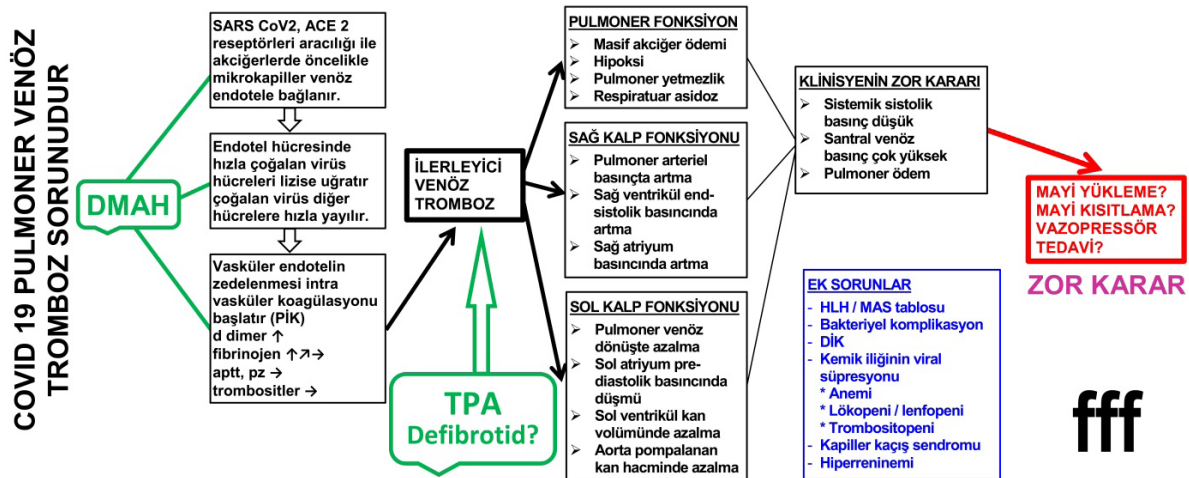 COVID 19 PULMONER VENÖZ
TROMBOZ SORUNUDUR
DMAH
SARS CoV2, ACE 2
reseptörleri aracılığı ile
akciğerlerde öncelikle
mikrokapiller venöz
endotele bağlanır.
Endotel hücresinde
hızla çoğalan virüs
hücreleri lizise uğratır
çoğalan virüs diğer
hücrelere hızla yayılır.
Vasküler endotelin
zedelenmesi intra
vasküler koagülasyonu
başlatır (PİK)
d dimer ↑
fibrinojen ↑↗→
aptt, pz →
trombositler →
İLERLEYİCİ
VENÖZ
TROMBOZ
TPA
Defibrotid?
PULMONER FONKSİYON
➢ Masif akciğer ödemi
➢ Hipoksi
➢ Pulmoner yetmezlik
➢ Respiratuar asidoz
SAĞ KALP FONKSİYONU
➢ Pulmoner arteriel
basınçta artma
➢ Sağ ventrikül end-
sistolik basıncında
artma
➢ Sağ atriyum
basıncında artma
SOL KALP FONKSİYONU
➢ Pulmoner venöz
dönüşte azalma
➢ Sol atriyum pre-
diastolik basıncında
düşmü
➢ Sol ventrikül kan
volümünde azalma
➢ Aorta pompalanan
kan hacminde azalma
KLİNİSYENİN ZOR KARARI
➢ Sistemik sistolik
basınç düşük
➢ Santral venöz
basınç çok yüksek
➢ Pulmoner ödem
MAYİ YÜKLEME?
MAYİ KISITLAMA?
VAZOPRESSÖR
TEDAVİ?
ZOR KARAR
EK SORUNLAR
- HLH / MAS tablosu
- Bakteriyel komplikasyon
- DİK
- Kemik iliğinin viral
süpresyonu
* Anemi
* Lökopeni / lenfopeni
* Trombositopeni
- Kapiller kaçış sendromu
- Hiperreninemi
fff